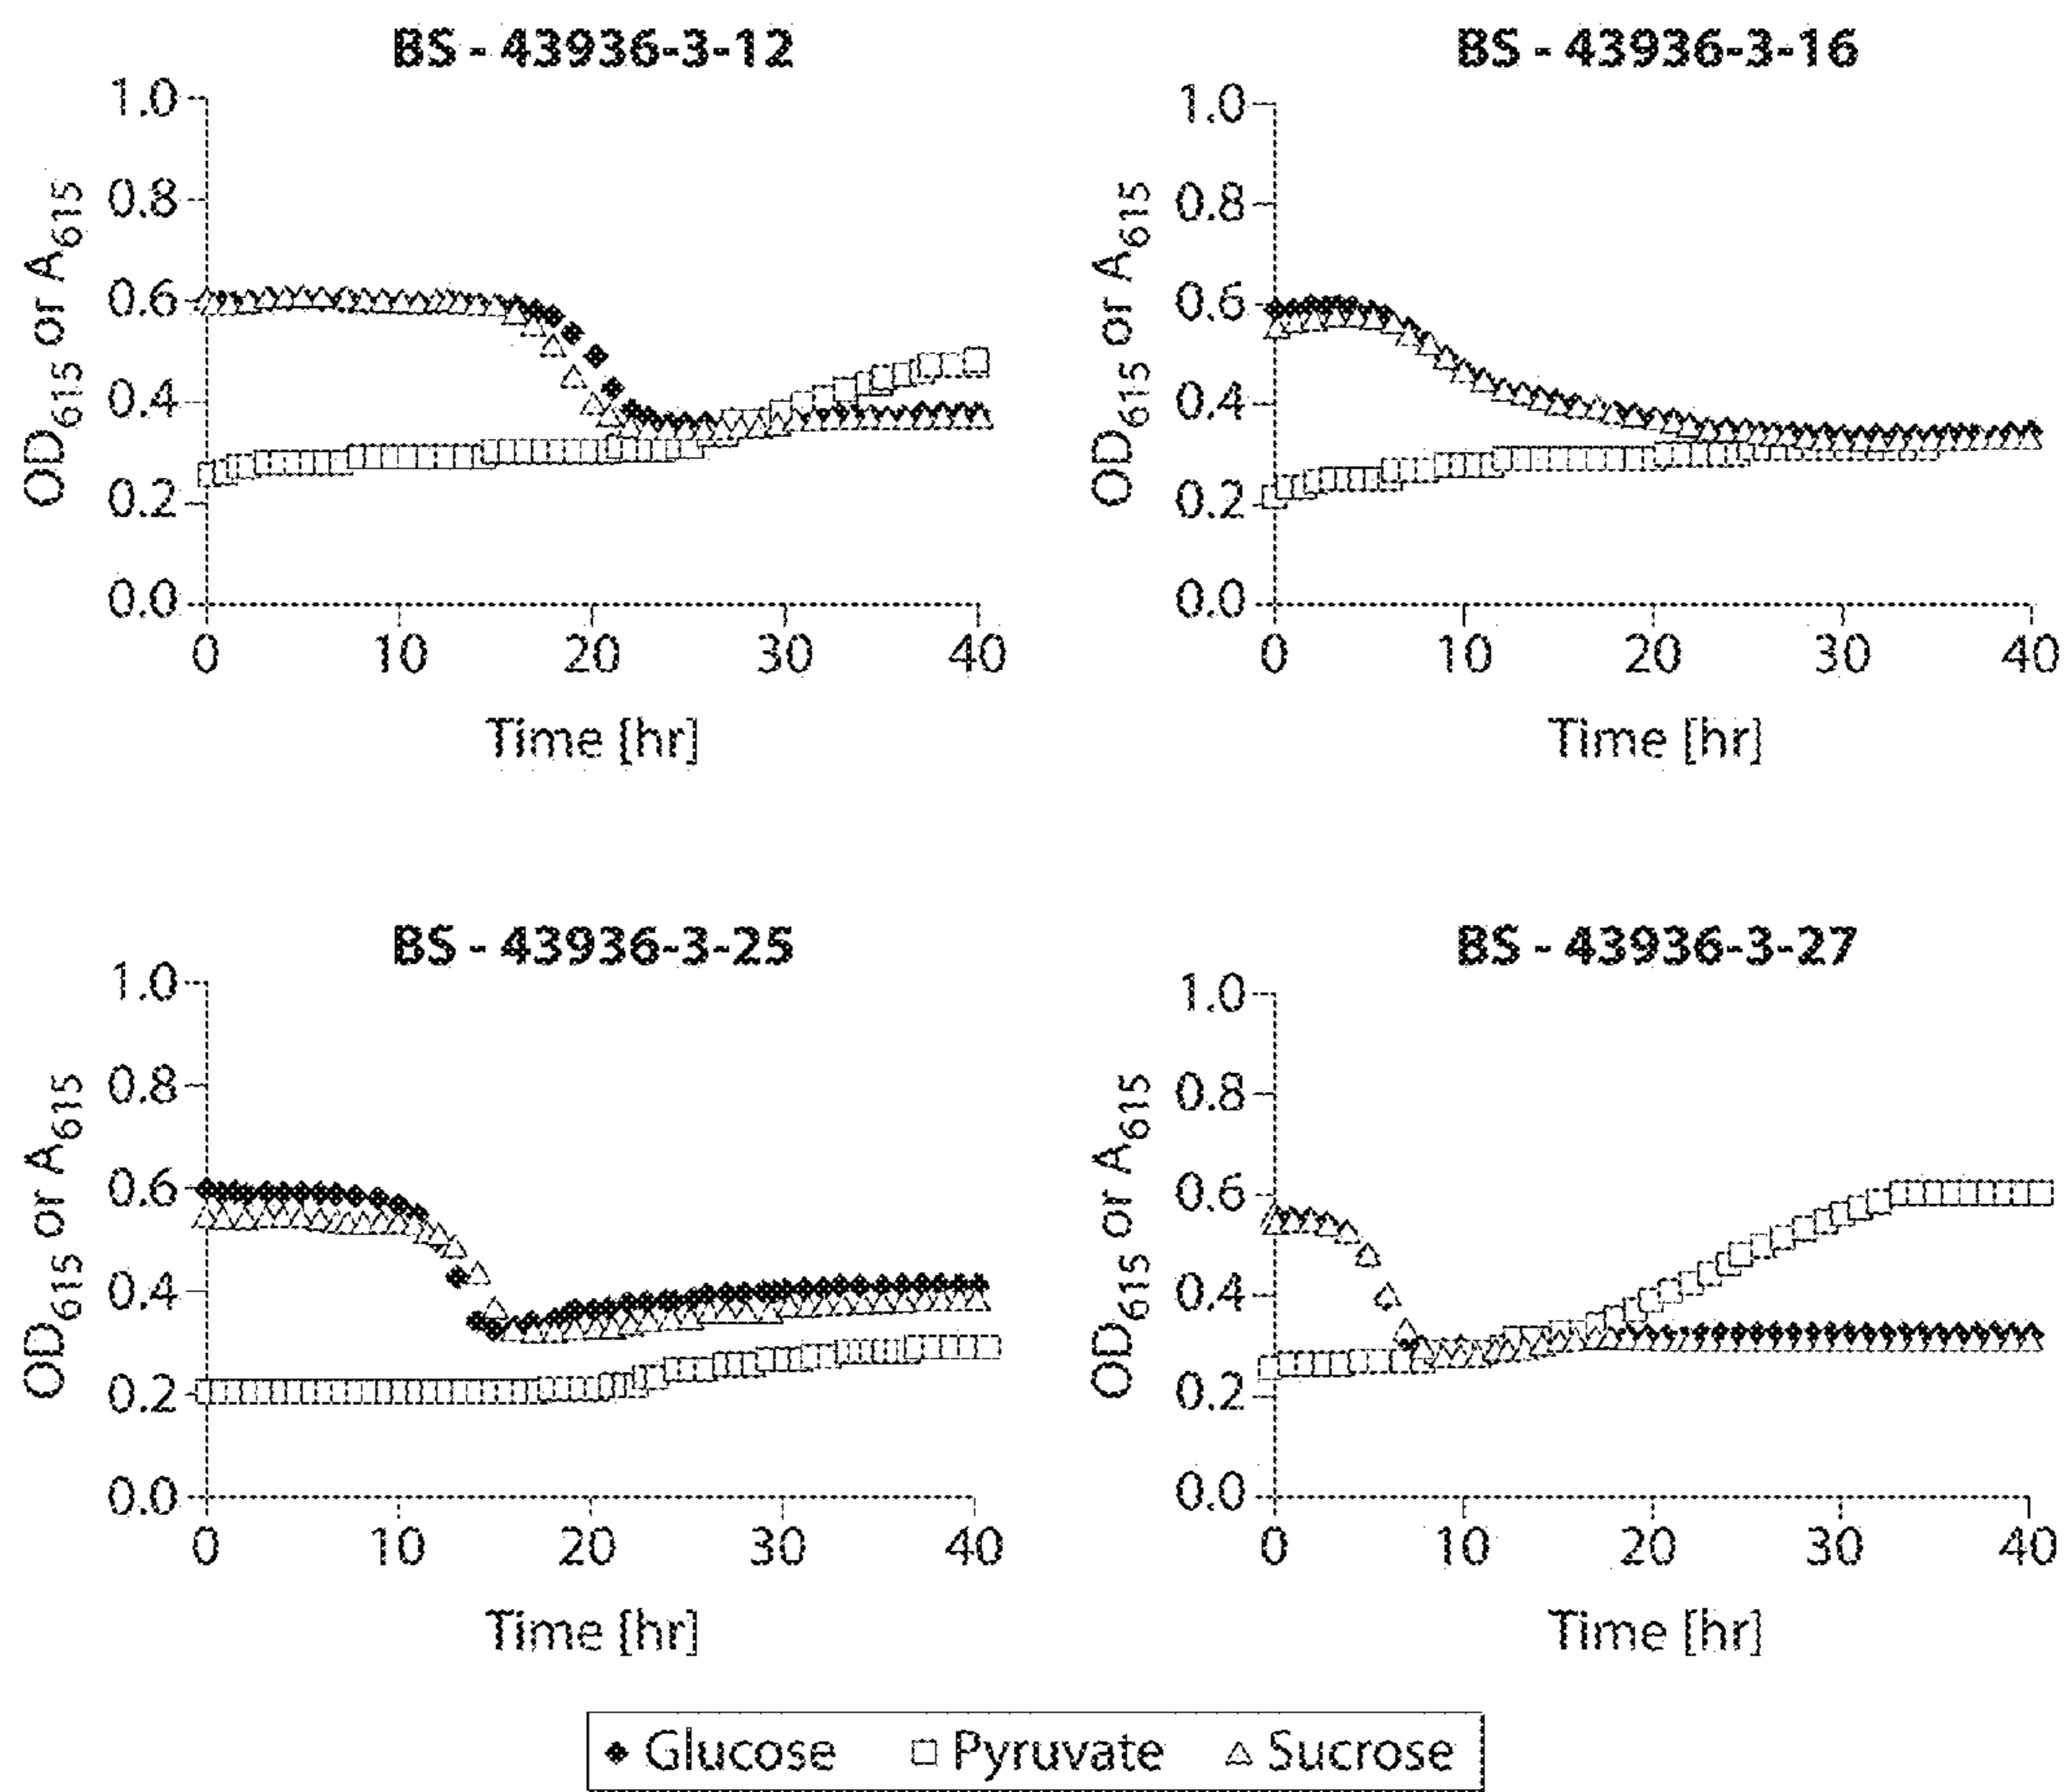 BS - 43936-3-12
1.0
0.8
0.6
0.4
0.2
0.0
OD615 or A615
0 10 20 30 40
Time [hr]
BS - 43936-3-16
1.0
0.8
0.6
0.4
0.2
0.0
OD615 or A615
0 10 20 30 40
Time [hr]
BS - 43936-3-25
1.0
0.8
0.6
0.4
0.2
0.0
OD615 or A615
0 10 20 30 40
Time [hr]
BS - 43936-3-27
1.0
0.8
0.6
0.4
0.2
0.0
OD615 or A615
0 10 20 30 40
Time [hr]
Glucose Pyruvate Sucrose